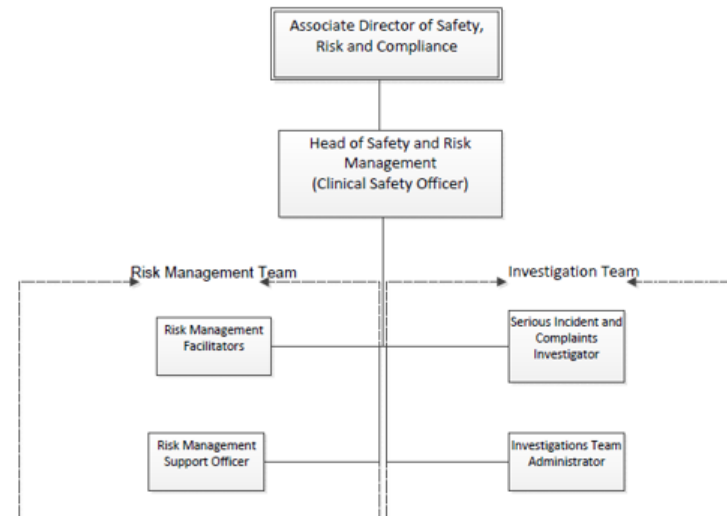 Associate Director of Safety,
Risk and Compliance
Head of Safety and Risk
Management
(Clinical Safety Officer)
Risk Management Team
Investigation Team
Risk Management
Facilitators
Serious Incident and
Complaints
Investigator
Risk Management
Support Officer
Investigations Team
Administrator